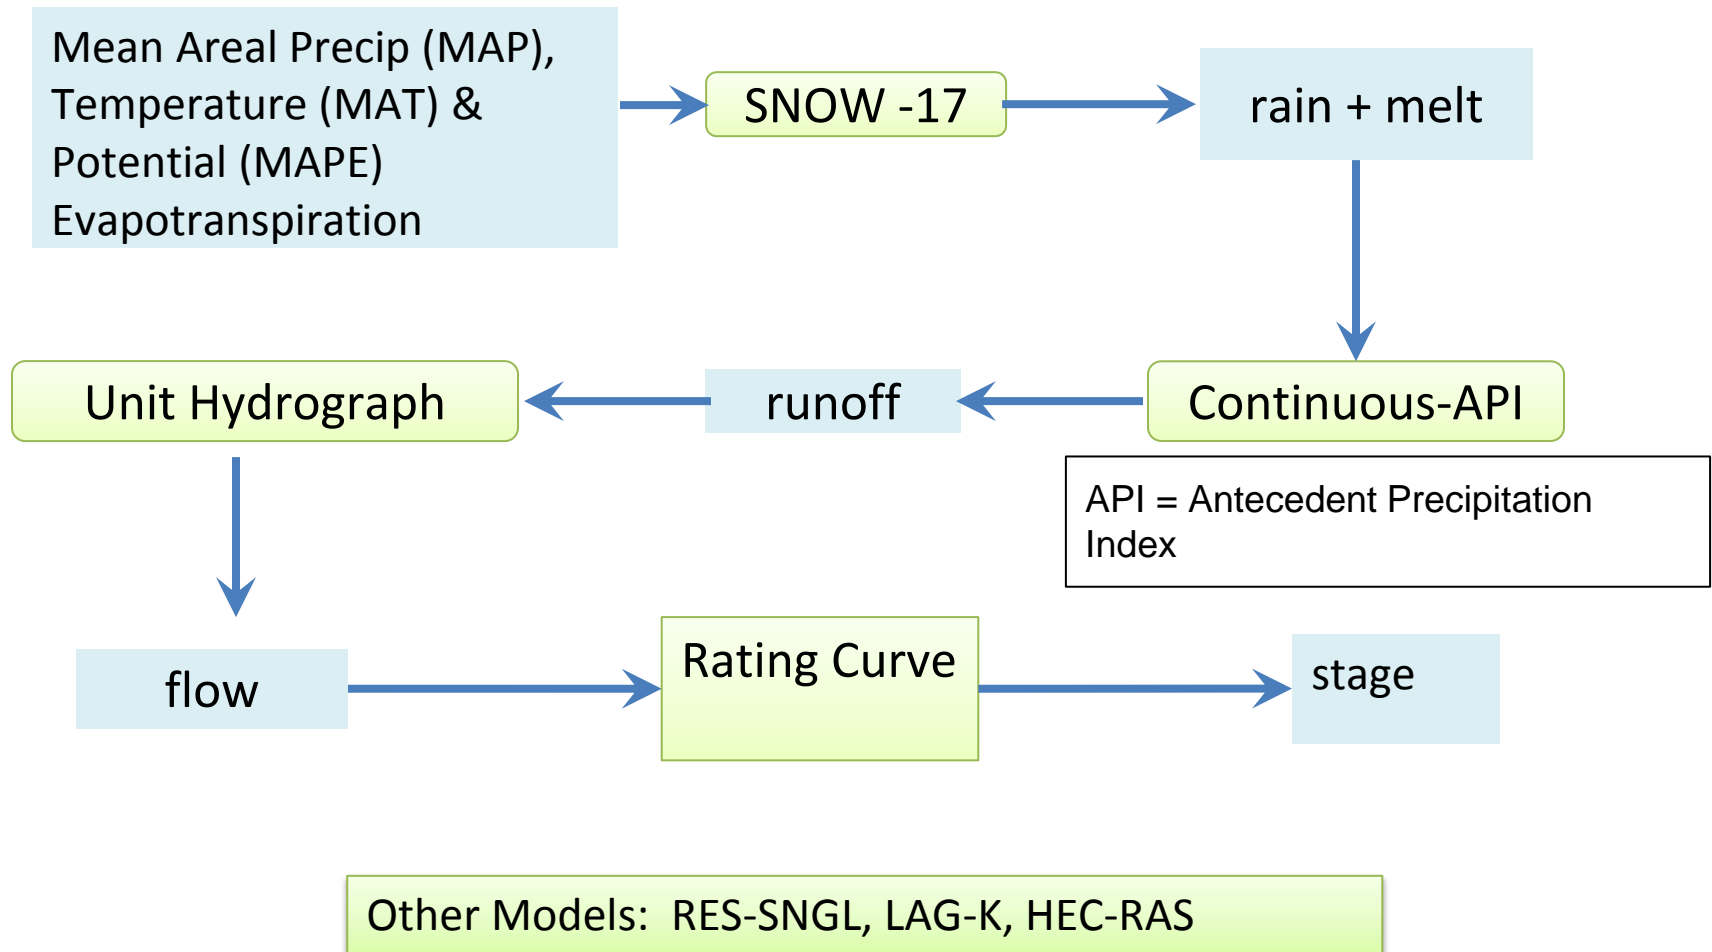 Mean Areal Precip (MAP),
Temperature (MAT) &
Potential (MAPE)
Evapotranspiration
SNOW -17
rain + melt
Unit Hydrograph
runoff
Continuous-API
API = Antecedent Precipitation
Index
flow
Rating Curve
stage
Other Models:  RES-SNGL, LAG-K, HEC-RAS